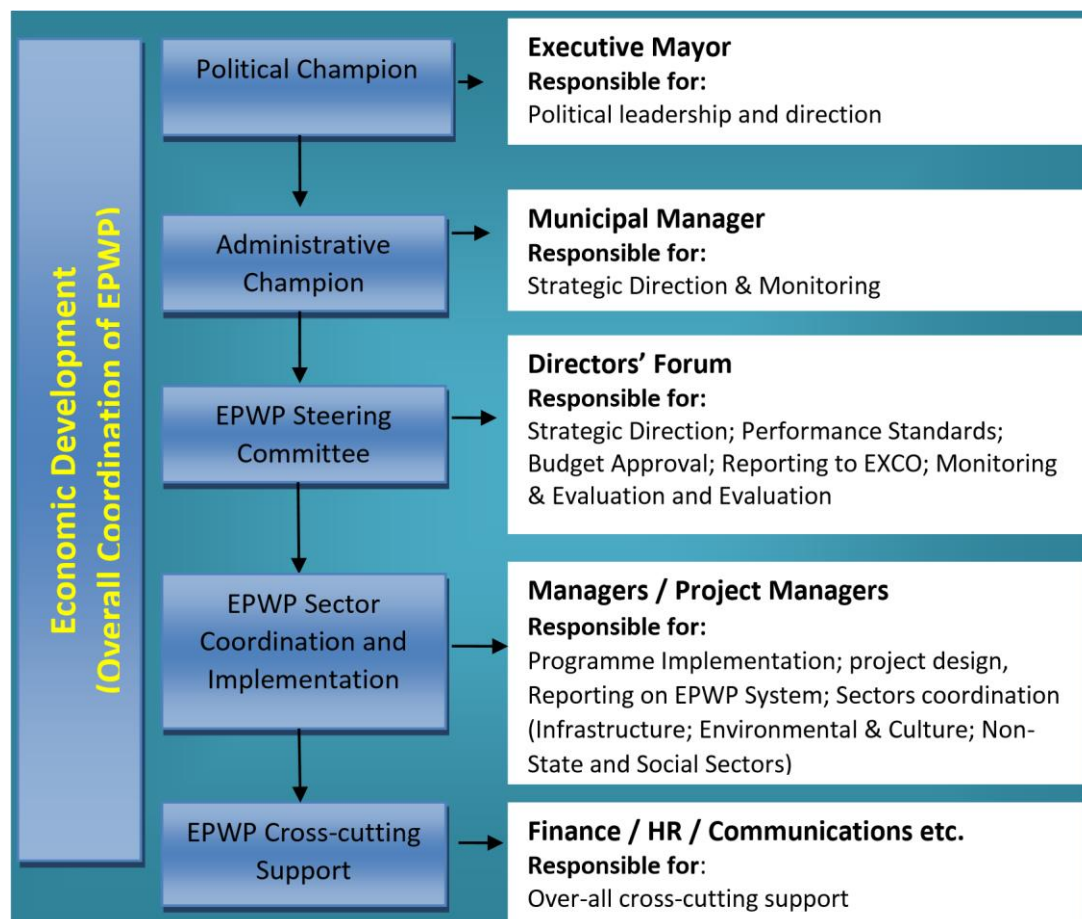 Economic Development
(Overall Coordination of EPWP)
Political Champion
Executive Mayor
Responsible for:
Political leadership and direction
Administrative
Champion
Municipal Manager
Responsible for:
Strategic Direction & Monitoring
EPWP Steering
Committee
Directors’ Forum
Responsible for:
Strategic Direction; Performance Standards;
Budget Approval; Reporting to EXCO; Monitoring
& Evaluation and Evaluation
EPWP Sector
Coordination and
Implementation
Managers / Project Managers
Responsible for:
Programme Implementation; project design,
Reporting on EPWP System; Sectors coordination
(Infrastructure; Environmental & Culture; Non-
State and Social Sectors)
EPWP Cross-cutting
Support
Finance / HR / Communications etc.
Responsible for:
Over-all cross-cutting support